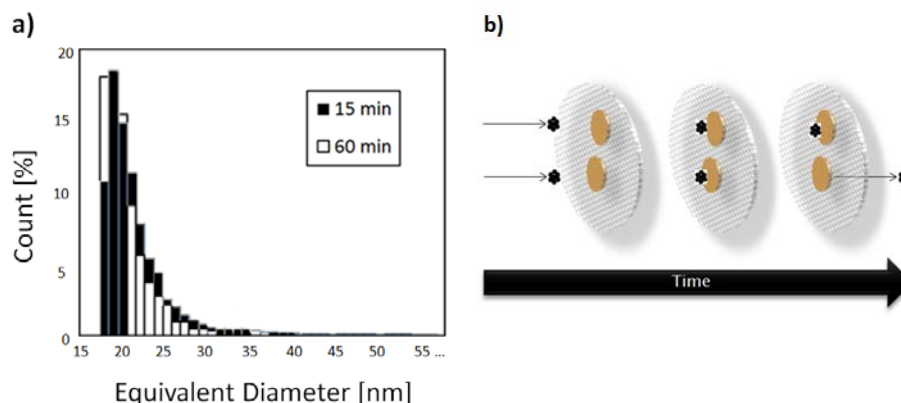 a)
20
15
10
5
0
Count [%]
15 min
60 min
15 20 25 30 35 40 45 50 55 ...
Equivalent Diameter [nm]
b)
Time